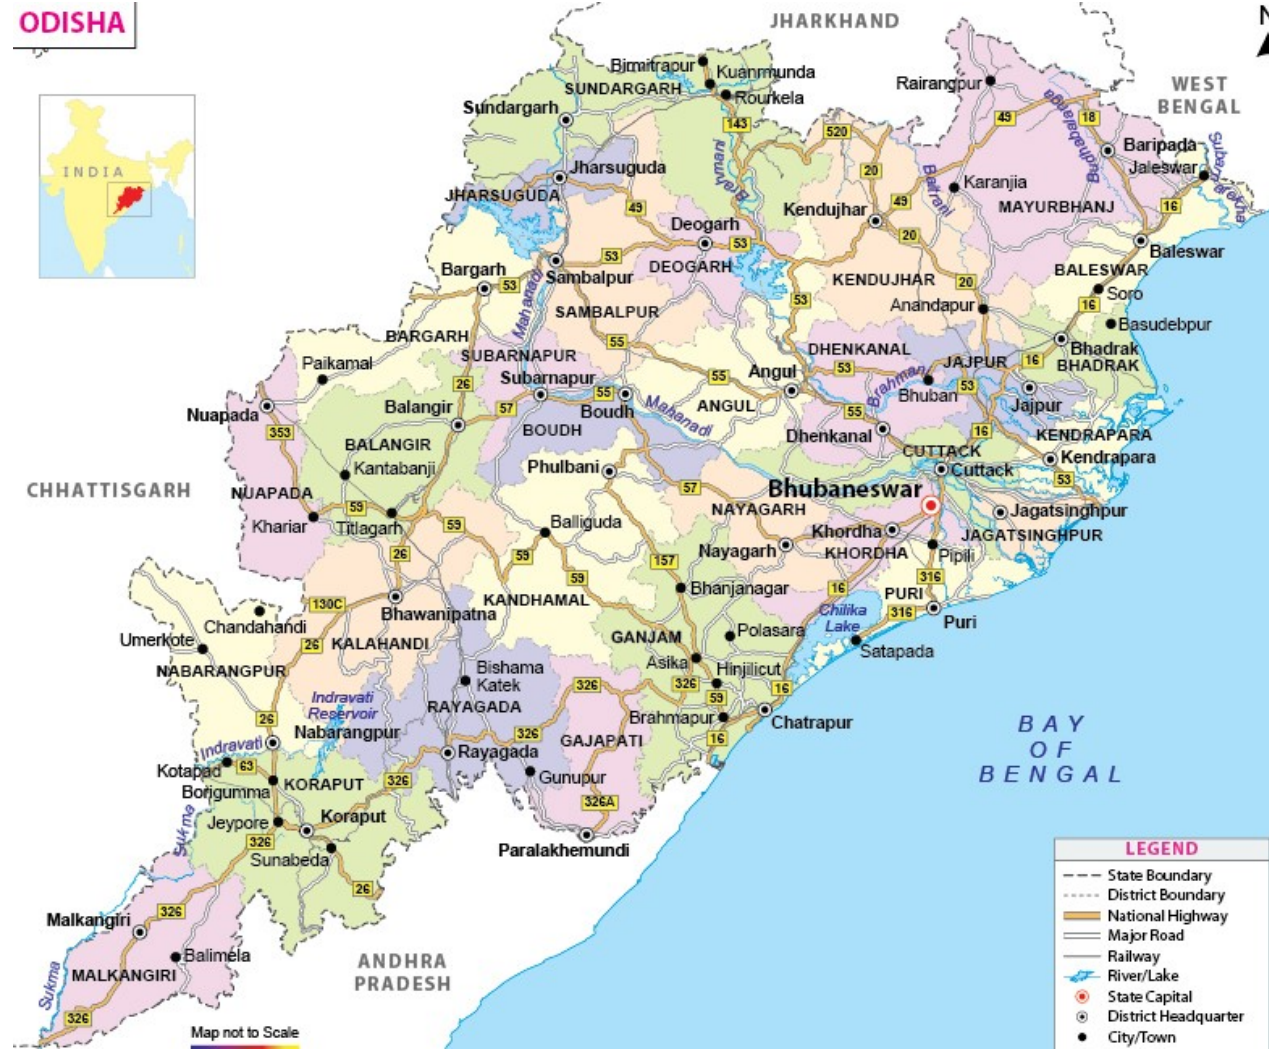 ODISHA
JHARKHAND
N
WEST
BENGAL
INDIA
Birmitrapur
Kuanmunda
SUNDARGARH
Rourkela
Rairangpur
Sundargarh
143
520
49
18
Budhabalanga
Baripada
Jaleswar
Subarnarekha
Jharsuguda
Brahmani
20
Baitrani
Karanjia
JHARSUGUDA
49
Deogarh
Kendujhar
49
MAYURBHANJ
16
53
53
20
Baleswar
Bargarh
53
Sambalpur
DEOGARH
KENDUJHAR
20
BALESWAR
Soro
Mahanadi
SAMBALPUR
53
Anandapur
16
Basudebpur
BARGARH
55
DHENKANAL
JAJPUR
16
Bhadrak
BHADRAK
Paikamal
SUBARNAPUR
Subarnapur
26
55
Angul
53
Brahmani
Bhuban
53
Jajpur
Nuapada
Balangir
57
55
Boudh
Mahanadi
ANGUL
55
353
BALANGIR
BOUDH
Dhenkanal
16
KENDRAPARA
CUTTACK
Kantabanji
Phulbani
Cuttack
Kendrapara
CHHATTISGARH
NUAPADA
57
Bhubaneswar
53
59
NAYAGARH
Jagatsinghpur
Khariar
Titlagarh
59
Balliguda
Khordha
JAGATSINGHPUR
26
59
157
Nayagarh
KHORDHA
Pipili
59
Bhanjanagar
16
316
130C
Bhawanipatna
KANDHAMAL
PURI
Chandahandi
Chilika
Lake
316
Puri
Umerkote
26
KALAHANDI
GANJAM
Polasara
Satapada
NABARANGPUR
Asika
Hinjilicut
Bishama
Katek
326
326
16
Indravati
Reservoir
RAYAGADA
59
26
Nabarangpur
326
Brahmapur
Chatrapur
Indravati
Rayagada
GAJAPATI
16
BAY
OF
BENGAL
Kotapad
63
KORAPUT
326
Gunupur
Borigumma
326A
Sukma
Jeypore
Koraput
326
Paralakhemundi
Sunabeda
26
Malkangiri
326
Balimela
MALKANGIRI
Sukma
326
ANDHRA
PRADESH
Map not to Scale
LEGEND
State Boundary
District Boundary
National Highway
Major Road
Railway
River/Lake
State Capital
District Headquarter
City/Town